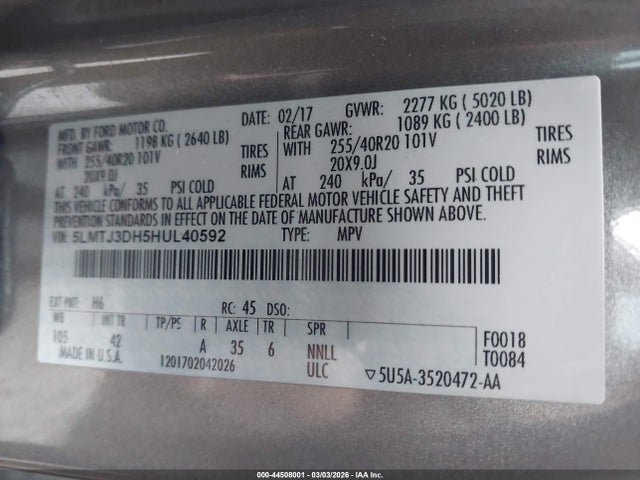 MFD. BY FORD MOTOR CO. DATE: 02/17 GVWR: 2277 KG ( 5020 LB)
FRONT GAWR: 1198 KG ( 2640 LB) REAR GAWR: 1089 KG ( 2400 LB)
WITH 255/40R20 101V TIRES WITH 255/40R20 101V TIRES
20X9.0J RIMS 20X9.0J RIMS
AT 240 kPa/ 35 PSI COLD AT 240 kPa/ 35 PSI COLD
THIS VEHICLE CONFORMS TO ALL APPLICABLE FEDERAL MOTOR VEHICLE SAFETY AND THEFT
PREVENTION STANDARDS IN EFFECT ON THE DATE OF MANUFACTURE SHOWN ABOVE.
VIN: 5LMTJ3DH5HUL40592 TYPE: MPV
EXT PNT: H6 RC: 45 DSO:
WB INT TR TP/PS R AXLE TR SPR
105 42 A 35 6 NNLL F0018
MADE IN U.S.A. 1201702042026 ULC T0084
▽5U5A-3520472-AA
000-44508001 - 03/03/2026 - IAA Inc.